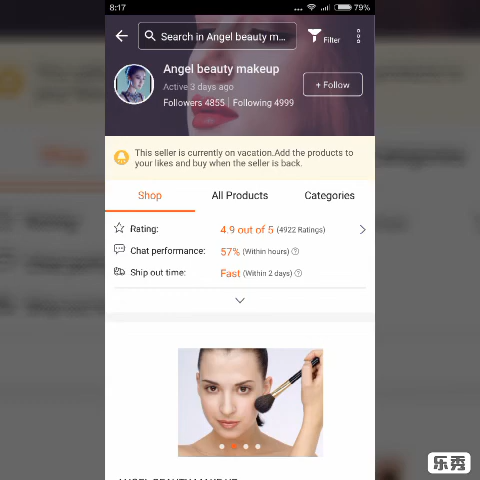 8:17
79%
Search in Angel beauty m...
Filter
Angel beauty makeup
Active 3 days ago
+ Follow
Followers 4855 | Following 4999
This seller is currently on vacation.Add the products to
your likes and buy when the seller is back.
Shop
All Products
Categories
Rating:
4.9 out of 5 (4922 Ratings)
Chat performance:
57% (Within hours)
Ship out time:
Fast (Within 2 days)
乐秀